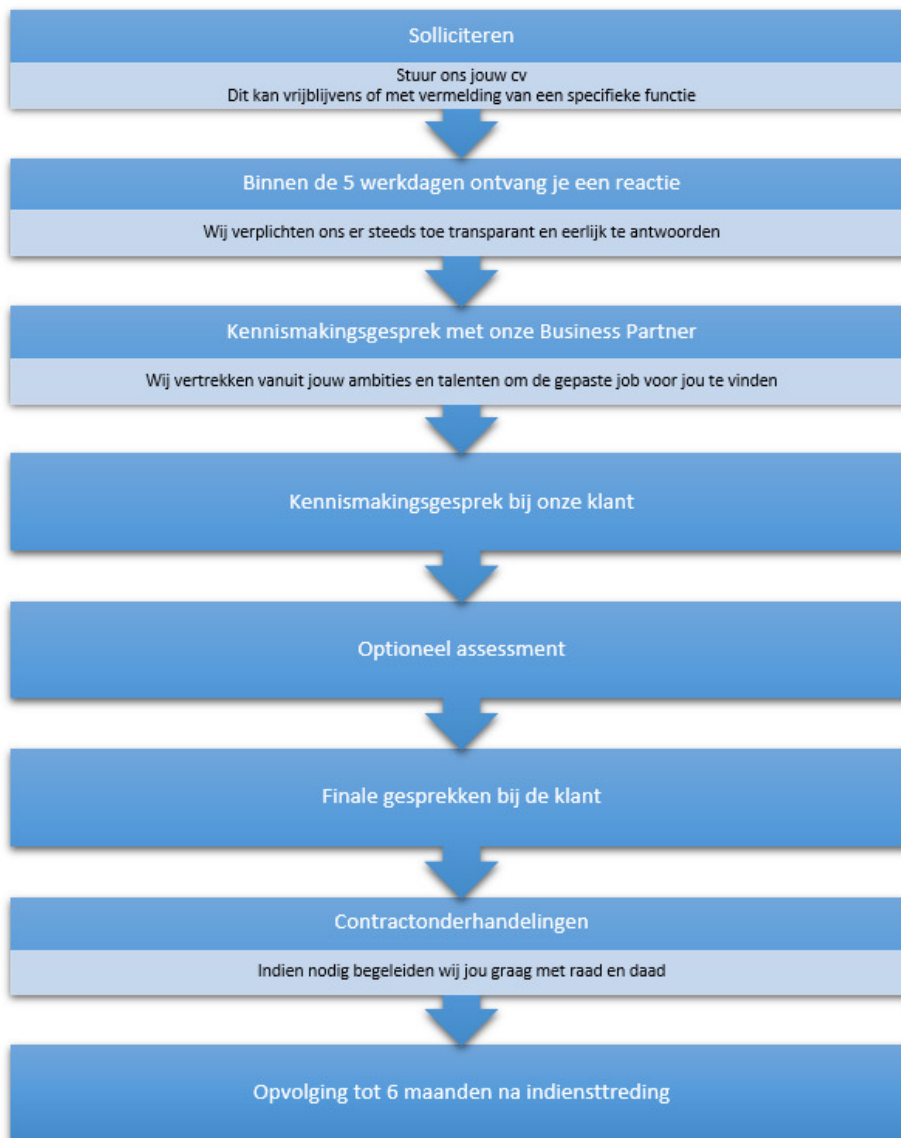 Solliciteren
Stuur ons jouw cv
Dit kan vrijblijvens of met vermelding van een specifieke functie
Binnen de 5 werkdagen ontvang je een reactie
Wij verplichten ons er steeds toe transparant en eerlijk te antwoorden
Kennismakingsgesprek met onze Business Partner
Wij vertrekken vanuit jouw ambities en talenten om de gepaste job voor jou te vinden
Kennismakingsgesprek bij onze klant
Optioneel assessment
Finale gesprekken bij de klant
Contractonderhandelingen
Indien nodig begeleiden wij jou graag met raad en daad
Opvolging tot 6 maanden na indiensttreding